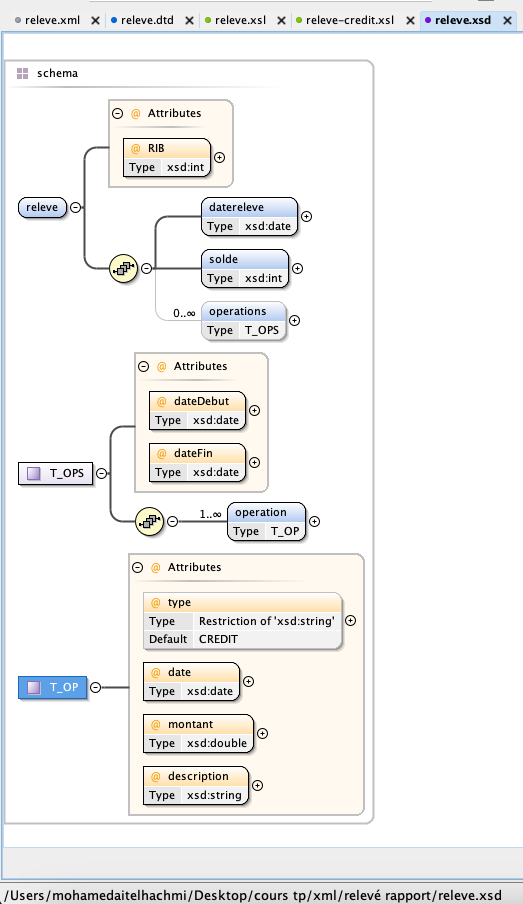 releve.xml releve.dtd releve.xsl releve-credit.xsl releve.xsd
schema
@ Attributes
@ RIB
Type xsd:int
releve
datereleve
Type xsd:date
solde
Type xsd:int
0..∞ operations
Type T_OPS
@ Attributes
@ dateDebut
Type xsd:date
@ dateFin
Type xsd:date
T_OPS
1..∞ operation
Type T_OP
@ Attributes
@ type
Type Restriction of 'xsd:string'
Default CREDIT
@ date
T_OP
Type xsd:date
@ montant
Type xsd:double
@ description
Type xsd:string
/Users/mohamedaitelhachmi/Desktop/cours tp/xml/relevé rapport/releve.xsd